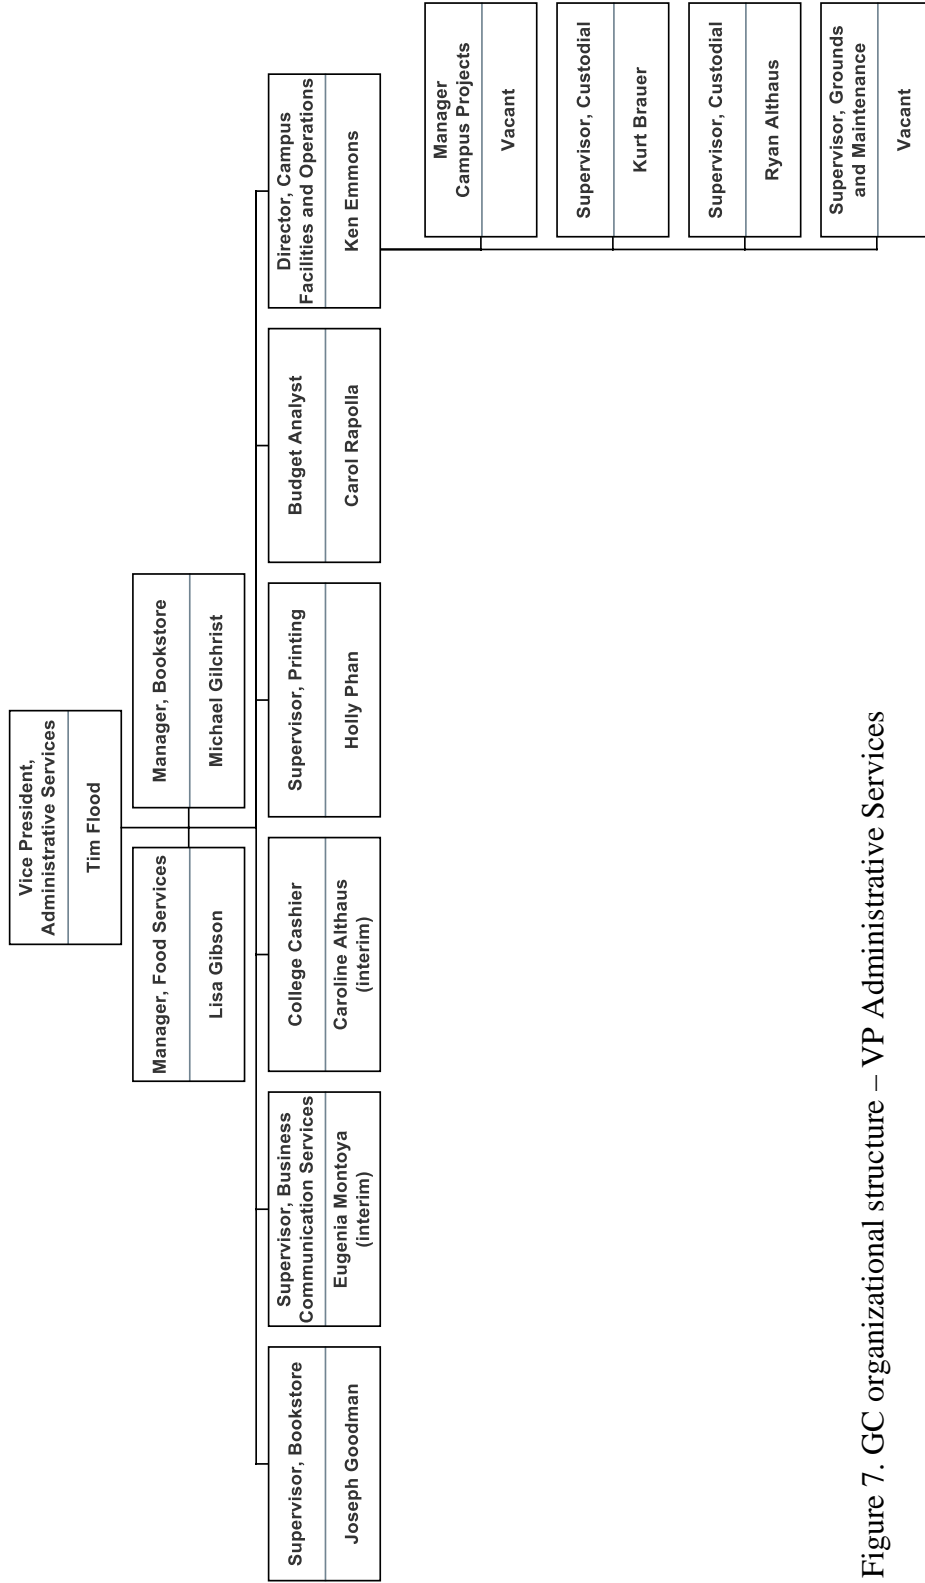 Vice President,
Administrative Services
Tim Flood
Manager, Food Services
Lisa Gibson
Manager, Bookstore
Michael Gilchrist
Supervisor, Bookstore
Joseph Goodman
Supervisor, Business
Communication Services
Eugenia Montoya
(interim)
College Cashier
Caroline Althaus
(interim)
Supervisor, Printing
Holly Phan
Budget Analyst
Carol Rapolla
Director, Campus
Facilities and Operations
Ken Emmons
Manager
Campus Projects
Vacant
Supervisor, Custodial
Kurt Brauer
Supervisor, Custodial
Ryan Althaus
Supervisor, Grounds
and Maintenance
Vacant
Figure 7. GC organizational structure – VP Administrative Services